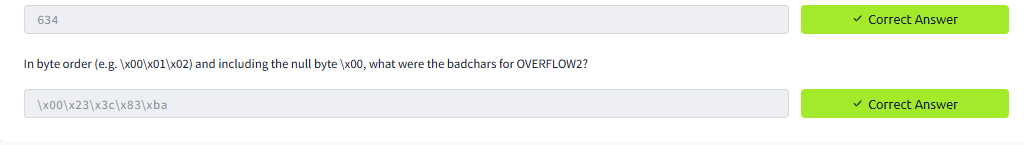 634
✓ Correct Answer
In byte order (e.g. \x00\x01\x02) and including the null byte \x00, what were the badchars for OVERFLOW2?
\x00\x23\x3c\x83\xba
✓ Correct Answer